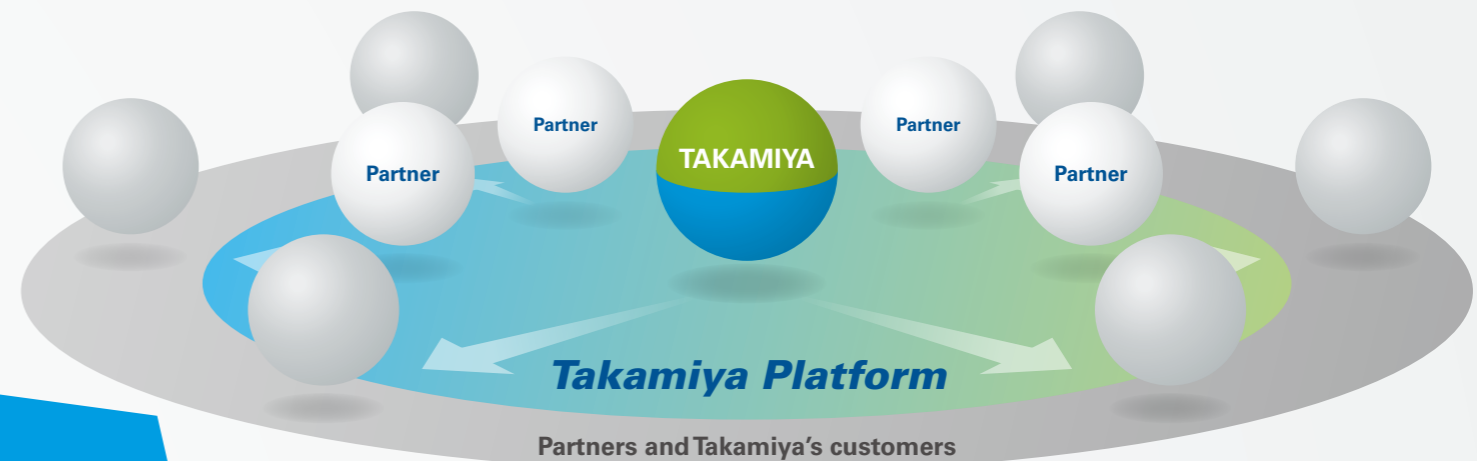 Partner
Partner
TAKAMIYA
Partner
Partner
Takamiya Platform
Partners and Takamiya's customers